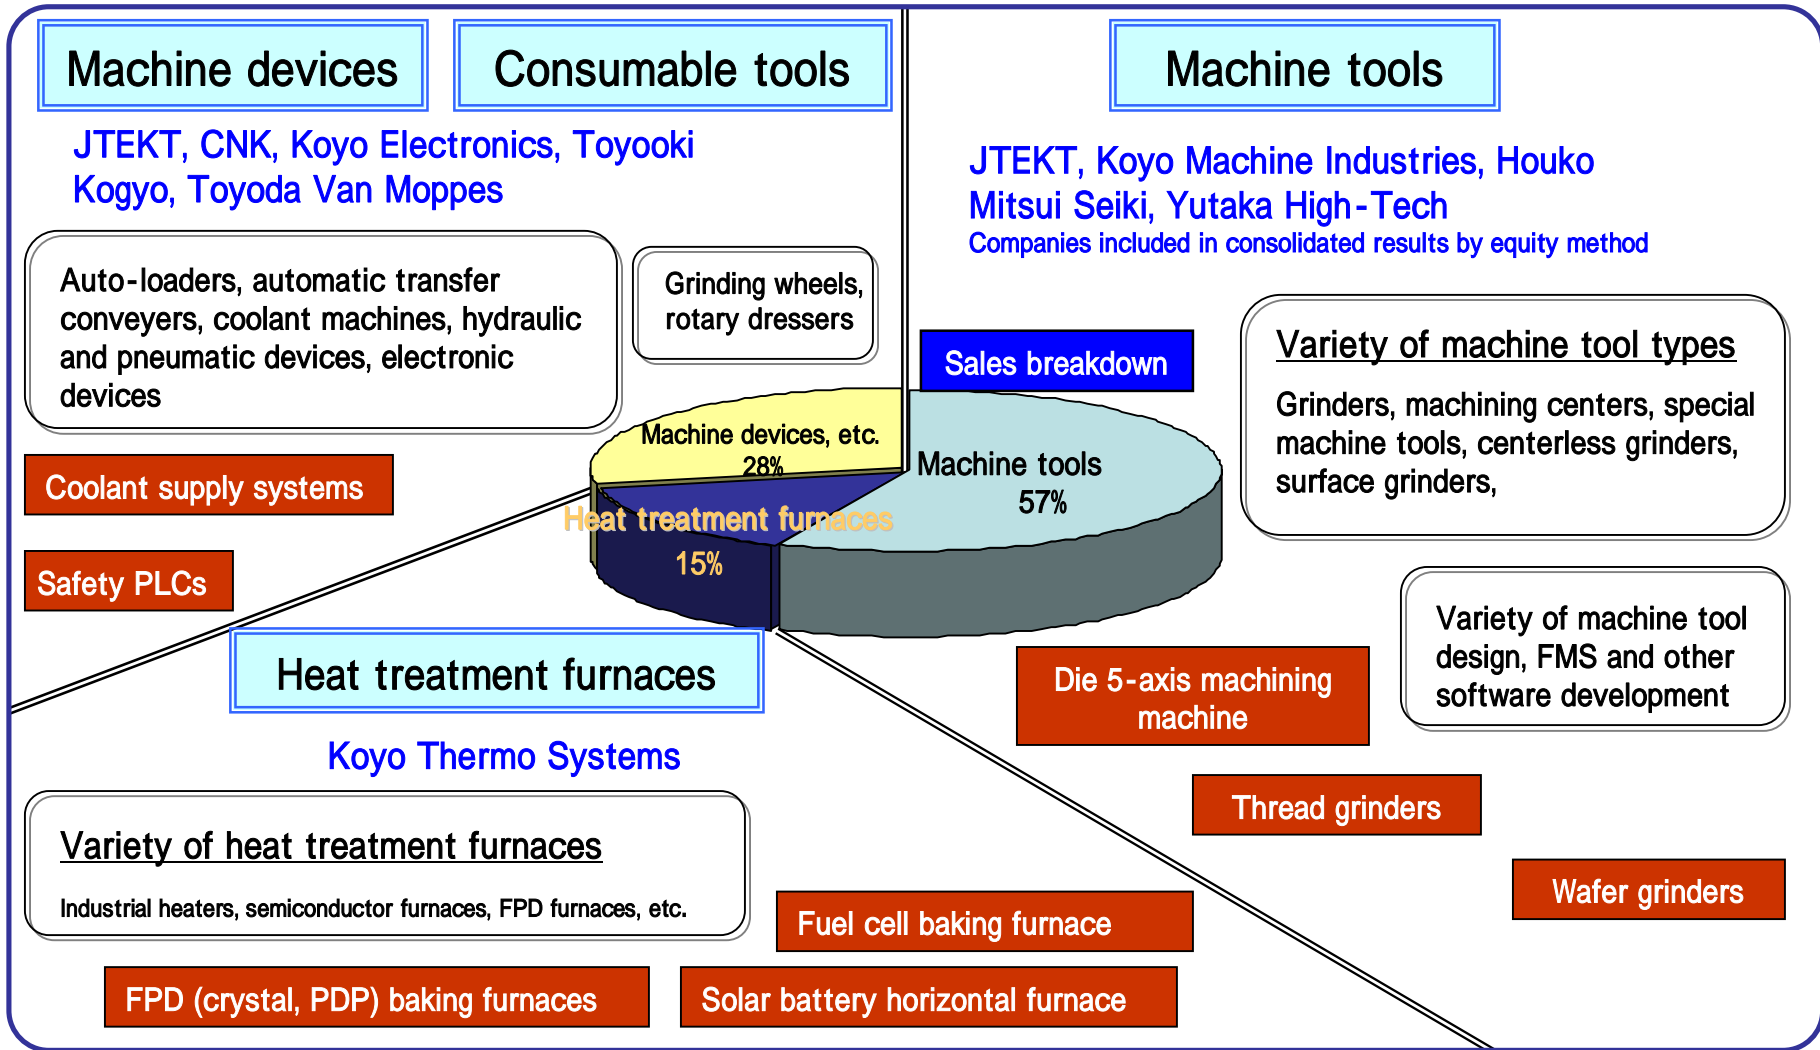 Machine devices
Consumable tools
JTEKT, CNK, Koyo Electronics, Toyooki
Kogyo, Toyoda Van Moppes
Auto-loaders, automatic transfer
conveyers, coolant machines, hydraulic
and pneumatic devices, electronic
devices
Grinding wheels,
rotary dressers
Coolant supply systems
Safety PLCs
Machine tools
JTEKT, Koyo Machine Industries, Houko
Mitsui Seiki, Yutaka High-Tech
Companies included in consolidated results by equity method
Sales breakdown
Variety of machine tool types
Grinders, machining centers, special
machine tools, centerless grinders,
surface grinders,
Machine devices, etc.
28%
Machine tools
57%
Heat treatment furnaces
15%
Variety of machine tool
design, FMS and other
software development
Die 5-axis machining
machine
Thread grinders
Wafer grinders
Heat treatment furnaces
Koyo Thermo Systems
Variety of heat treatment furnaces
Industrial heaters, semiconductor furnaces, FPD furnaces, etc.
Fuel cell baking furnace
FPD (crystal, PDP) baking furnaces
Solar battery horizontal furnace